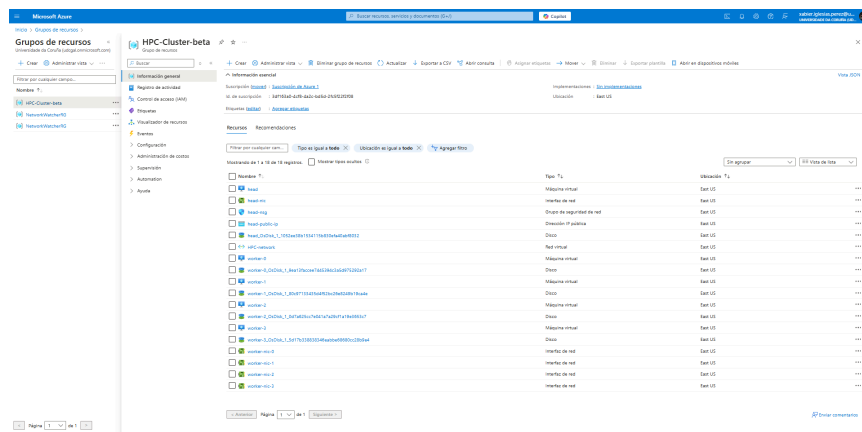 Microsoft Azure
Buscar recursos, servicios y documentos (G+/)
Copilot
Inicio > Grupos de recursos >
Grupos de recursos
Universidade da Coruña
+ Crear Administrar vista
Filtrar por cualquier campo...
Nombre ↑
HPC-Cluster-beta
NetworkWatcherRG
NetworkWatcherRG
Página 1 de 1
HPC-Cluster-beta
Grupo de recursos
Buscar
Información general
Registro de actividad
Control de acceso (IAM)
Etiquetas
Visualizador de recursos
Eventos
Configuración
Administración de costos
Supervisión
Automation
Ayuda
+ Crear Administrar vista Eliminar grupo de recursos Actualizar Exportar a CSV Abrir consulta Asignar etiquetas Mover Eliminar Exportar plantilla Abrir en dispositivos móviles
Información esencial
Vista JSON
Suscripción (mover) : Suscripción de Azure 1
Implementaciones : Sin implementaciones
Id. de suscripción :
Ubicación : East US
Etiquetas (editar) : Agregar etiquetas
Recursos Recomendaciones
Filtrar por cualquier cam... Tipo es igual a todo Ubicación es igual a todo Agregar filtro
Mostrando de 1 a 18 de 18 registros. Mostrar tipos ocultos
Sin agrupar Vista de lista
Nombre ↑ Tipo ↑↓ Ubicación ↑↓
head Máquina virtual East US
head-nic Interfaz de red East US
head-nsg Grupo de seguridad de red East US
head-public-ip Dirección IP pública East US
Disco East US
HPC-network Red virtual East US
worker-0 Máquina virtual East US
Disco East US
worker-1 Máquina virtual East US
Disco East US
worker-2 Máquina virtual East US
Disco East US
worker-3 Máquina virtual East US
Disco East US
worker-nic-0 Interfaz de red East US
worker-nic-1 Interfaz de red East US
worker-nic-2 Interfaz de red East US
worker-nic-3 Interfaz de red East US
< Anterior Página 1 de 1 Siguiente >
Enviar comentarios